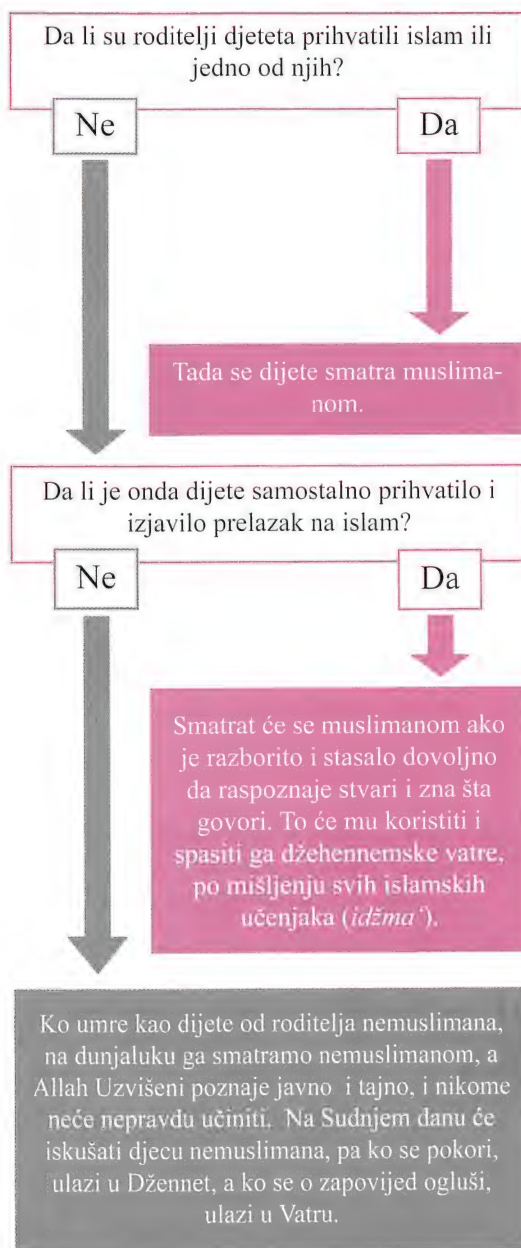 Da li su roditelji djeteta prihvatili islam ili
jedno od njih?
Ne
Da
Tada se dijete smatra muslima-
nom.
Da li je onda dijete samostalno prihvatilo i
izjavilo prelazak na islam?
Ne
Da
Smatrat će se muslimanom ako
je razborito i stasalo dovoljno
da raspoznaje stvari i zna šta
govori. To će mu koristiti i
spasiti ga džehennemske vatre,
po mišljenju svih islamskih
učenjaka (idžma‘).
Ko umre kao dijete od roditelja nemuslimana,
na dunjaluku ga smatramo nemuslimanom, a
Allah Uzvišeni poznaje javno i tajno, i nikome
neće nepravdu učiniti. Na Sudnjem danu će
iskušati djecu nemuslimana, pa ko se pokori,
ulazi u Džennet, a ko se o zapovijed ogluši,
ulazi u Vatru.